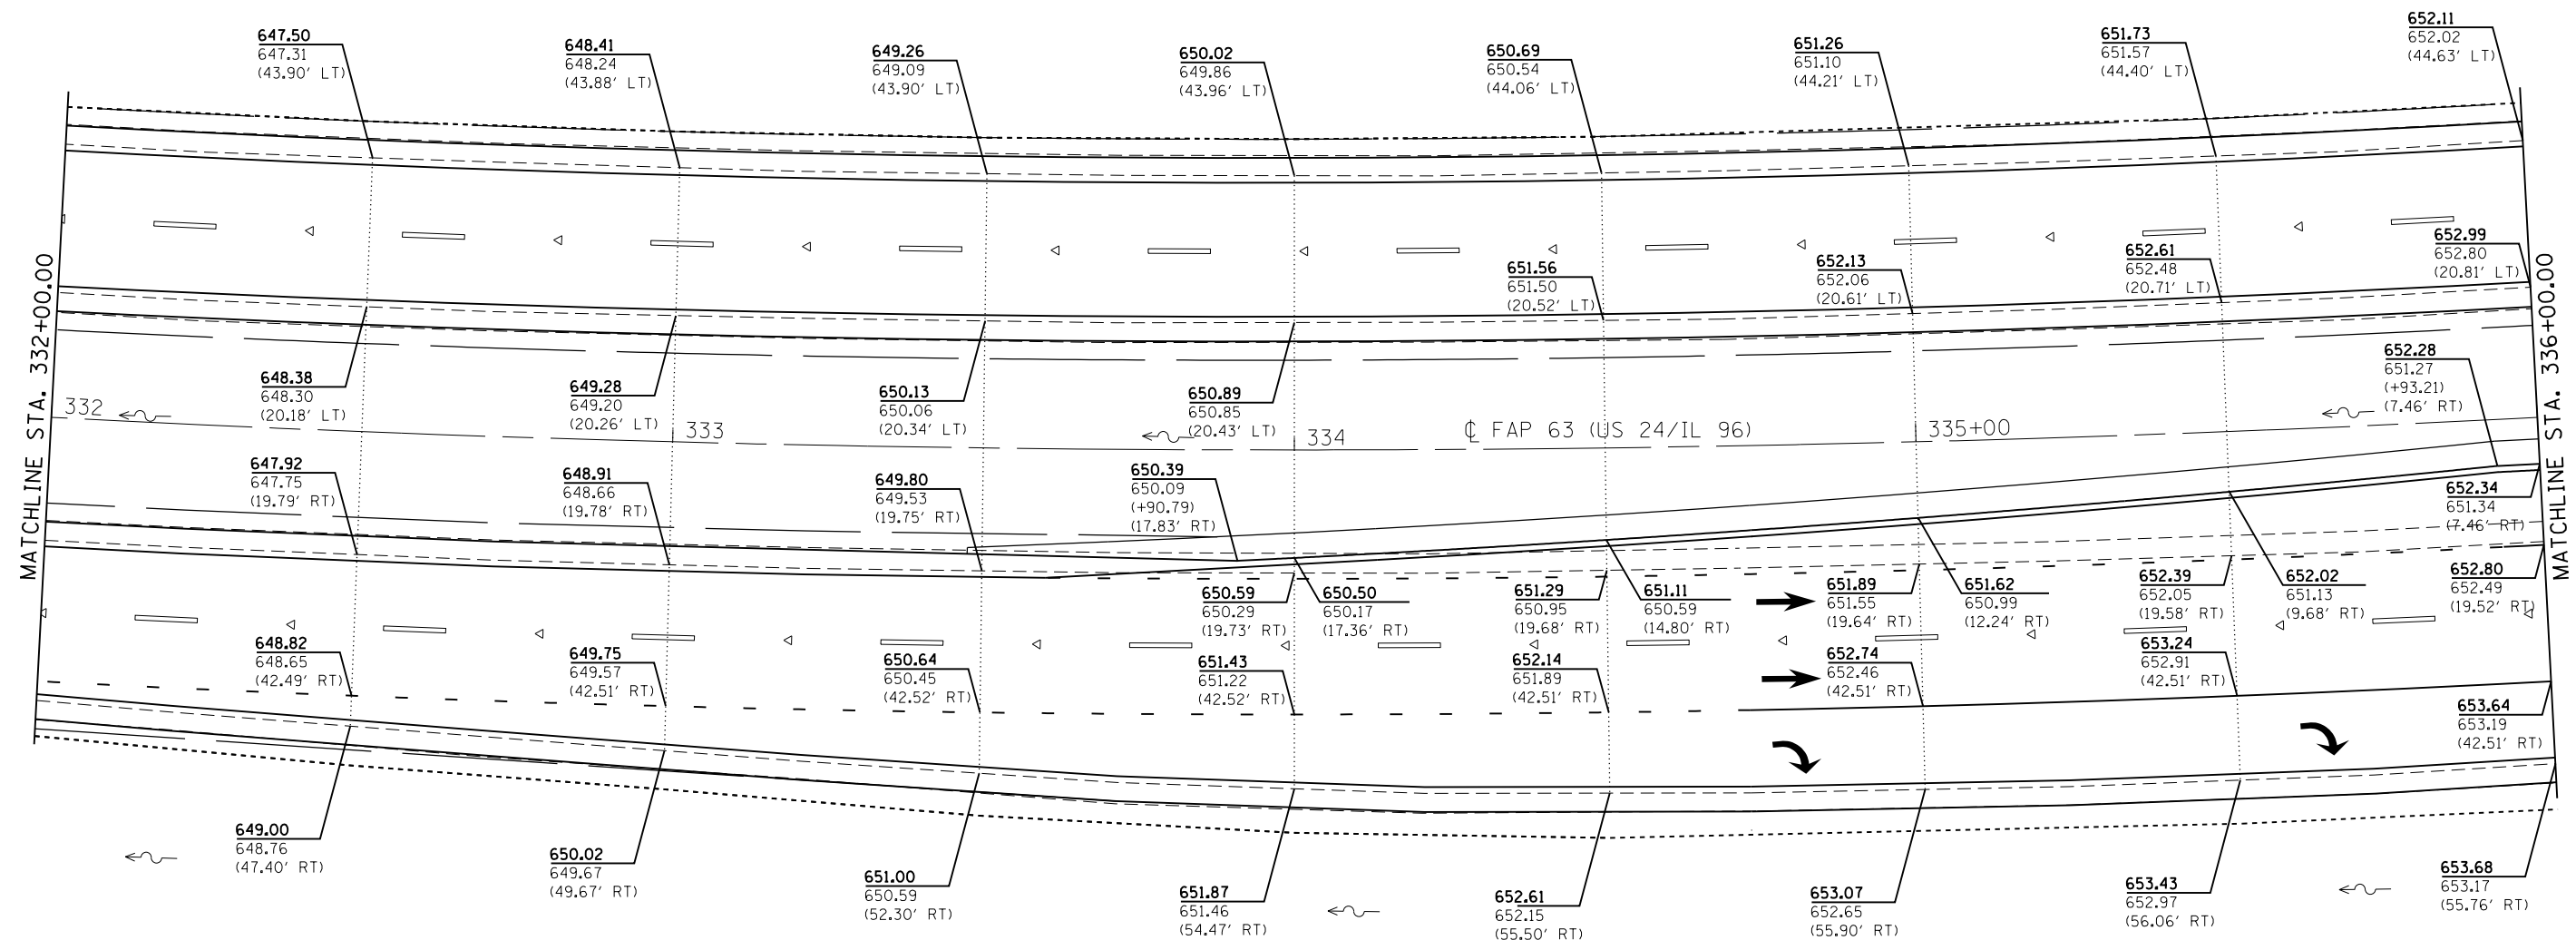 647.50
647.31
(43.90' LT)
648.41
648.24
(43.88' LT)
649.26
649.09
(43.90' LT)
650.02
649.86
(43.96' LT)
650.69
650.54
(44.06' LT)
651.26
651.10
(44.21' LT)
651.73
651.57
(44.40' LT)
652.11
652.02
(44.63' LT)
MATCHLINE STA. 332+00.00
648.38
648.30
(20.18' LT)
649.28
649.20
(20.26' LT)
650.13
650.06
(20.34' LT)
650.89
650.85
(20.43' LT)
651.56
651.50
(20.52' LT)
652.13
652.06
(20.61' LT)
652.61
652.48
(20.71' LT)
652.99
652.80
(20.81' LT)
332
333
334
℄ FAP 63 (US 24/IL 96)
335+00
652.28
651.27
(+93.21)
(7.46' RT)
647.92
647.75
(19.79' RT)
648.91
648.66
(19.78' RT)
649.80
649.53
(19.75' RT)
650.39
650.09
(+90.79)
(17.83' RT)
652.34
651.34
(7.46' RT)
650.59
650.29
(19.73' RT)
650.50
650.17
(17.36' RT)
651.29
650.95
(19.68' RT)
651.11
650.59
(14.80' RT)
651.89
651.55
(19.64' RT)
651.62
650.99
(12.24' RT)
652.39
652.05
(19.58' RT)
652.02
651.13
(9.68' RT)
652.80
652.49
(19.52' RT)
648.82
648.65
(42.49' RT)
649.75
649.57
(42.51' RT)
650.64
650.45
(42.52' RT)
651.43
651.22
(42.52' RT)
652.14
651.89
(42.51' RT)
652.74
652.46
(42.51' RT)
653.24
652.91
(42.51' RT)
653.64
653.19
(42.51' RT)
649.00
648.76
(47.40' RT)
650.02
649.67
(49.67' RT)
651.00
650.59
(52.30' RT)
651.87
651.46
(54.47' RT)
652.61
652.15
(55.50' RT)
653.07
652.65
(55.90' RT)
653.43
652.97
(56.06' RT)
653.68
653.17
(55.76' RT)
MATCHLINE STA. 336+00.00